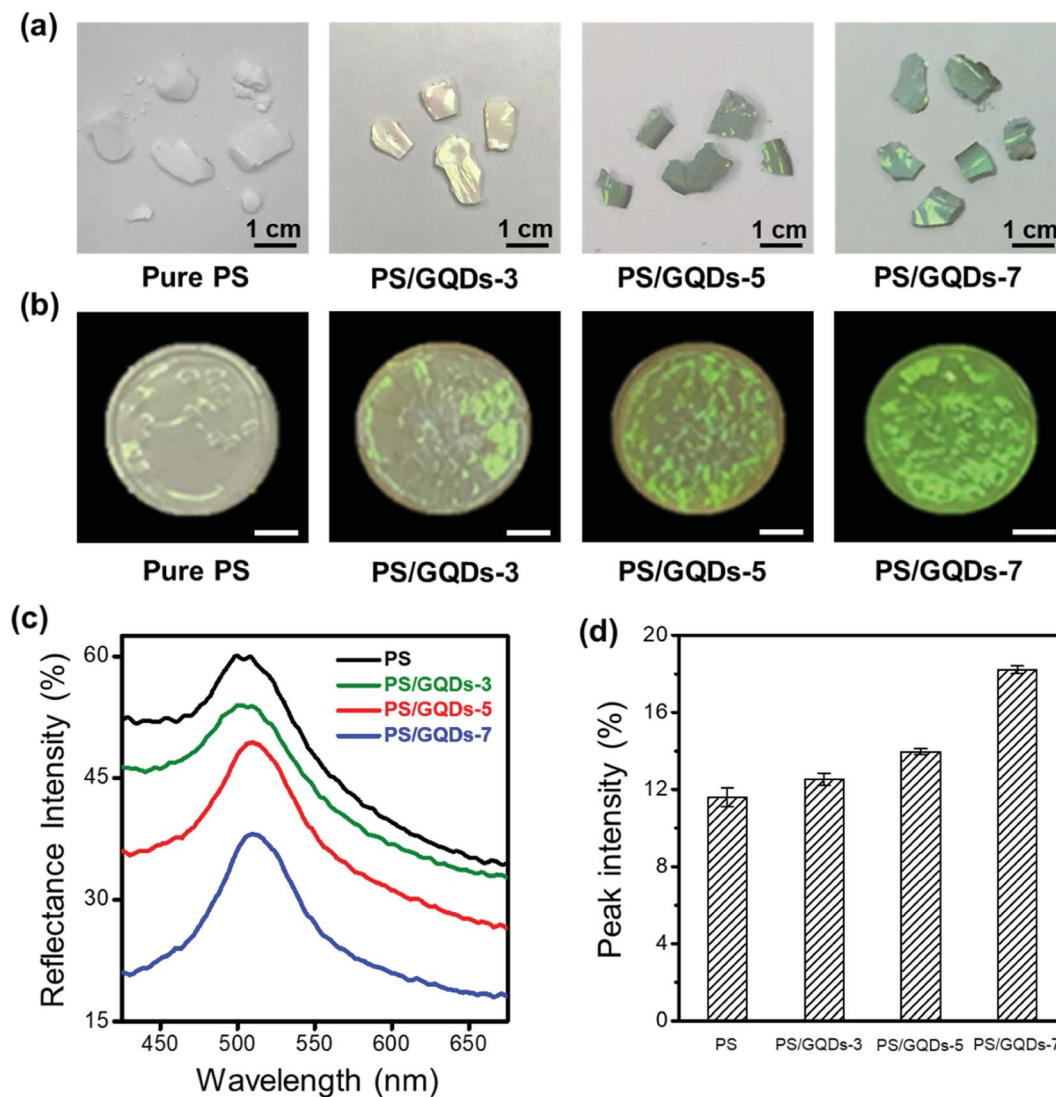 (a)
1 cm
1 cm
1 cm
1 cm
Pure PS
PS/GQDs-3
PS/GQDs-5
PS/GQDs-7
(b)
Pure PS
PS/GQDs-3
PS/GQDs-5
PS/GQDs-7
(c)
Reflectance Intensity (%)
60
45
30
15
PS
PS/GQDs-3
PS/GQDs-5
PS/GQDs-7
450
500
550
600
650
Wavelength (nm)
(d)
Peak intensity (%)
20
16
12
8
4
0
PS
PS/GQDs-3
PS/GQDs-5
PS/GQDs-7